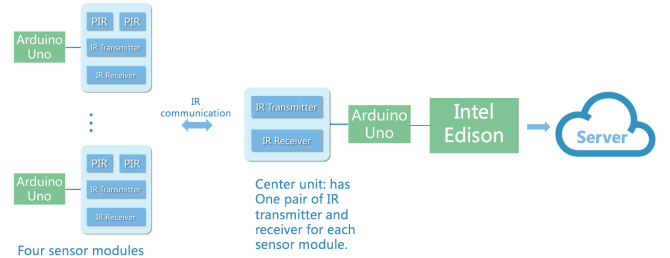 Arduino
Uno
PIR PIR
IR Transmitter
IR Receiver
IR
communication
Arduino
Uno
PIR PIR
IR Transmitter
IR Receiver
Four sensor modules
IR Transmitter
IR Receiver
Center unit: has
One pair of IR
transmitter and
receiver for each
sensor module.
Arduino
Uno
Intel
Edison
Server